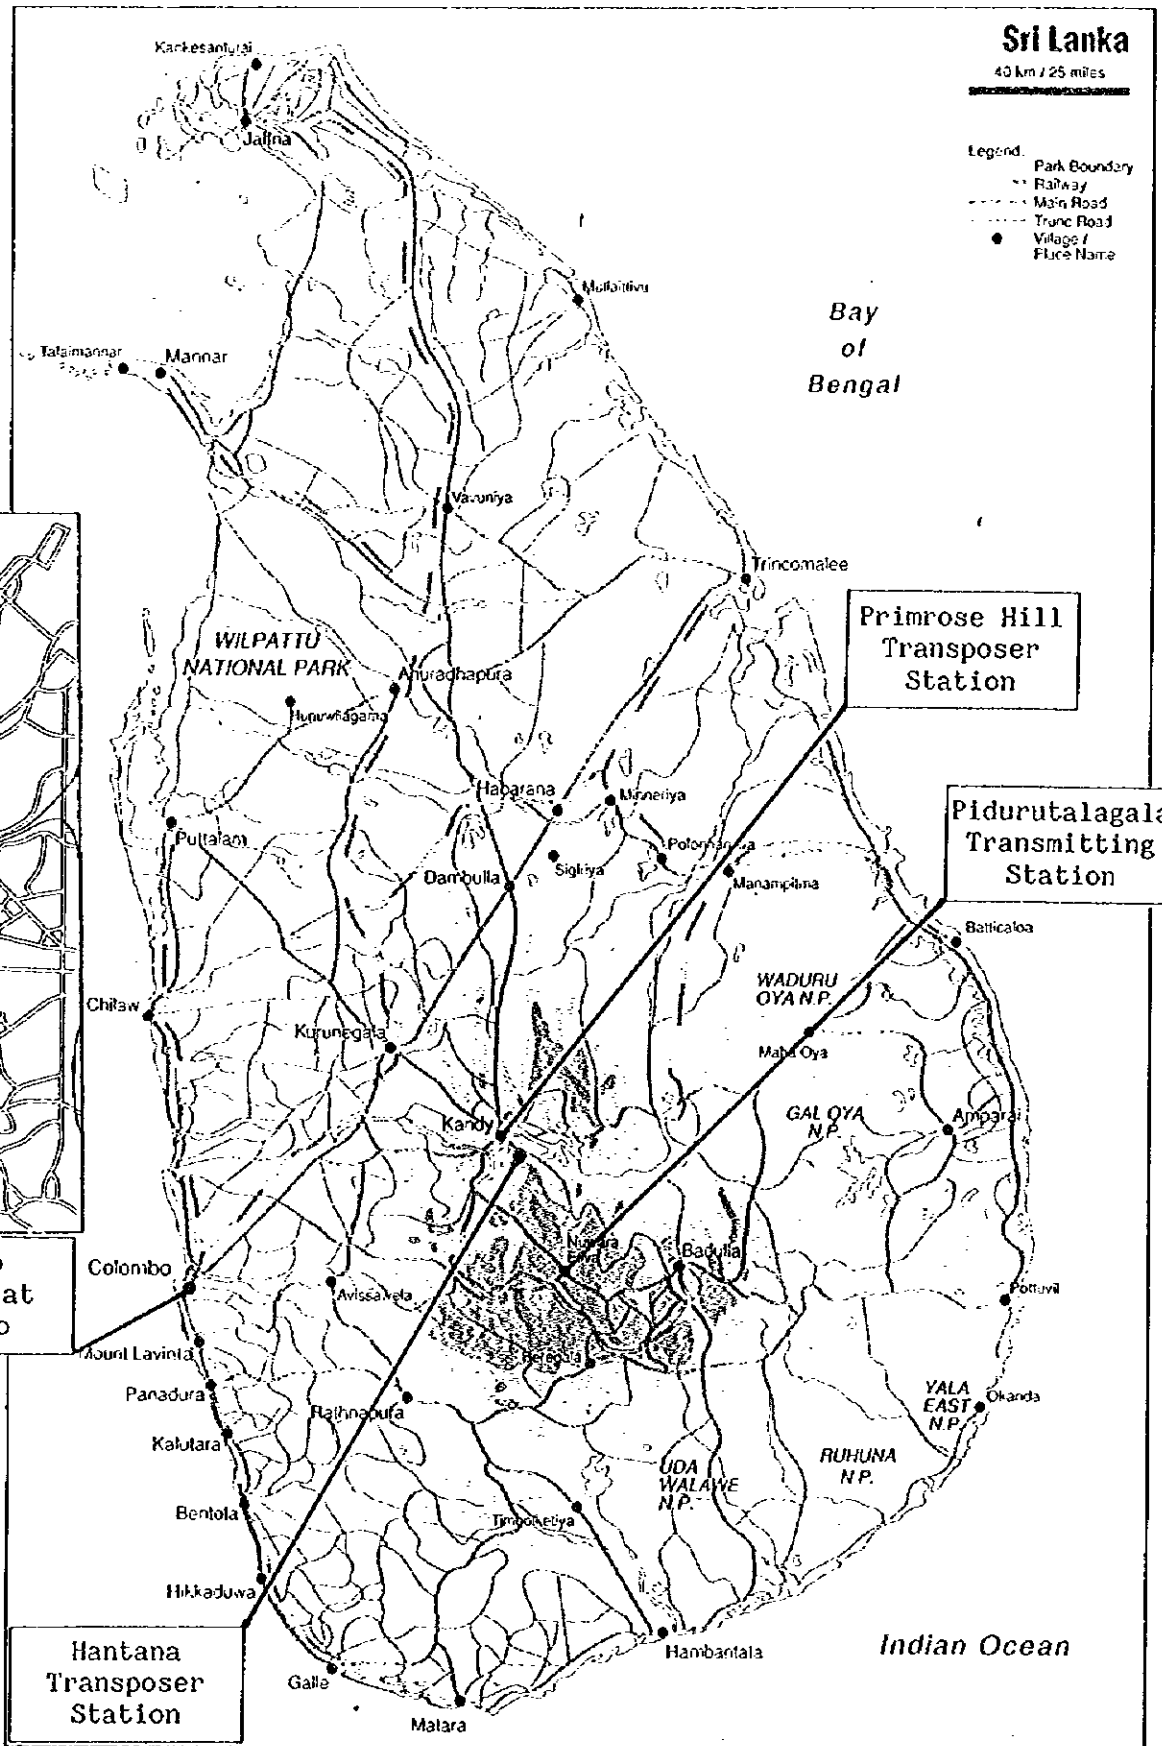 Sri Lanka
40 km / 25 miles
Legend.
Park Boundary
Railway
Main Road
Trunc Road
Village /
Place Name
Kankesanturai
Jaffna
Mullaittivu
Bay
of
Bengal
Talaimannar
Mannar
Vavuniya
Trincomalee
Primrose Hill
Transposer
Station
WILPATTU
NATIONAL PARK
Anuradhapura
Hunuwilagama
Habarana
Minneriya
Pidurutalagala
Transmitting
Station
Puttalam
Sigiriya
Dambulla
Manampitiya
Batticaloa
WADURU
OYA N.P.
Chilaw
Kurunegala
Maha Oya
GAL OYA
N.P.
Amparai
Kandy
Badulla
Colombo
at
Avissawela
Pottuvil
Mount Lavinia
Panadura
Rathnapura
YALA
EAST
N.P.
Okanda
Kalutara
UDA
WALAWE
N.P.
RUHUNA
N.P.
Bentota
Hikkaduwa
Hambantala
Indian Ocean
Hantana
Transposer
Station
Galle
Matara